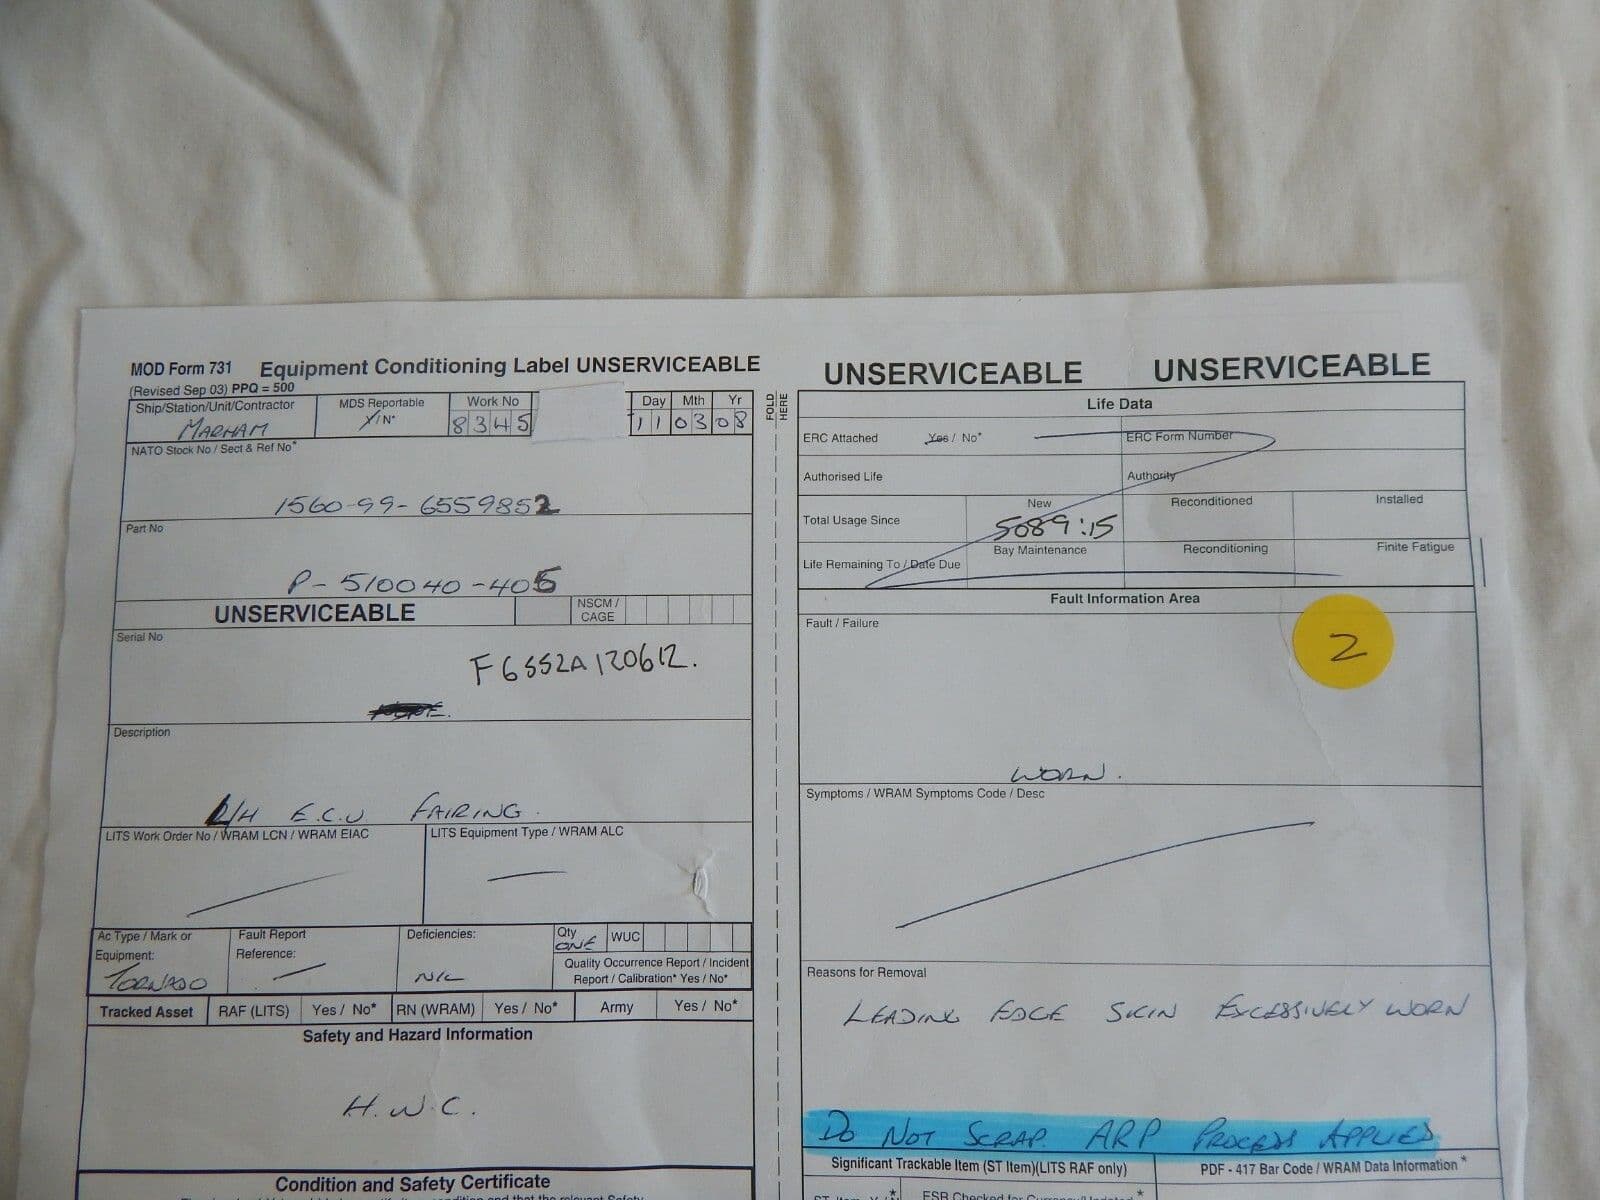 MOD Form 731 Equipment Conditioning Label UNSERVICEABLE
(Revised Sep 03) PPQ = 500
Ship/Station/Unit/Contractor
MARHAM
MDS Reportable
Y/N*
Work No
8345
Day Mth Yr
11 03 08
NATO Stock No / Sect & Ref No*
1560-99-6559852
Part No
P-510040-405
UNSERVICEABLE
NSCM /
CAGE
Serial No
F6552A120612.
Description
L/H E.C.U FAIRING.
LITS Work Order No / WRAM LCN / WRAM EIAC
LITS Equipment Type / WRAM ALC
Ac Type / Mark or
Equipment:
TORNADO
Fault Report
Reference:
Deficiencies:
NIL
Qty
ONE
WUC
Quality Occurrence Report / Incident
Report / Calibration* Yes / No*
Tracked Asset RAF (LITS) Yes / No* RN (WRAM) Yes / No* Army Yes / No*
Safety and Hazard Information
H.W.C.
Condition and Safety Certificate
FOLD
HERE
UNSERVICEABLE UNSERVICEABLE
Life Data
ERC Attached Yes / No* ERC Form Number
Authorised Life Authority
Total Usage Since
New
5089:15
Reconditioned
Installed
Life Remaining To / Date Due
Bay Maintenance
Reconditioning
Finite Fatigue
Fault Information Area
Fault / Failure
2
WORN.
Symptoms / WRAM Symptoms Code / Desc
Reasons for Removal
LEADING EDGE SKIN EXCESSIVELY WORN
DO NOT SCRAP. ARP PROCESS APPLIED
Significant Trackable Item (ST Item)(LITS RAF only)
PDF - 417 Bar Code / WRAM Data Information *